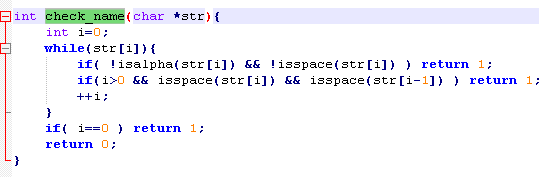 int check_name(char *str){
    int i=0;
    while(str[i]){
        if( !isalpha(str[i]) && !isspace(str[i]) ) return 1;
        if(i>0 && isspace(str[i]) && isspace(str[i-1]) ) return 1;
        ++i;
    }
    if( i==0 ) return 1;
    return 0;
}